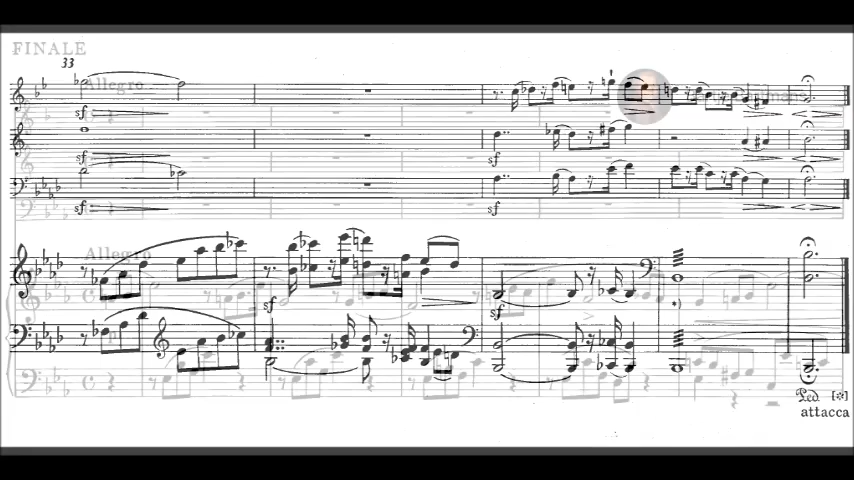 FINALE
33
Allegro
sf
sf
sf
sf
Allegro
sf
sf
*)
Ped [*]
attacca